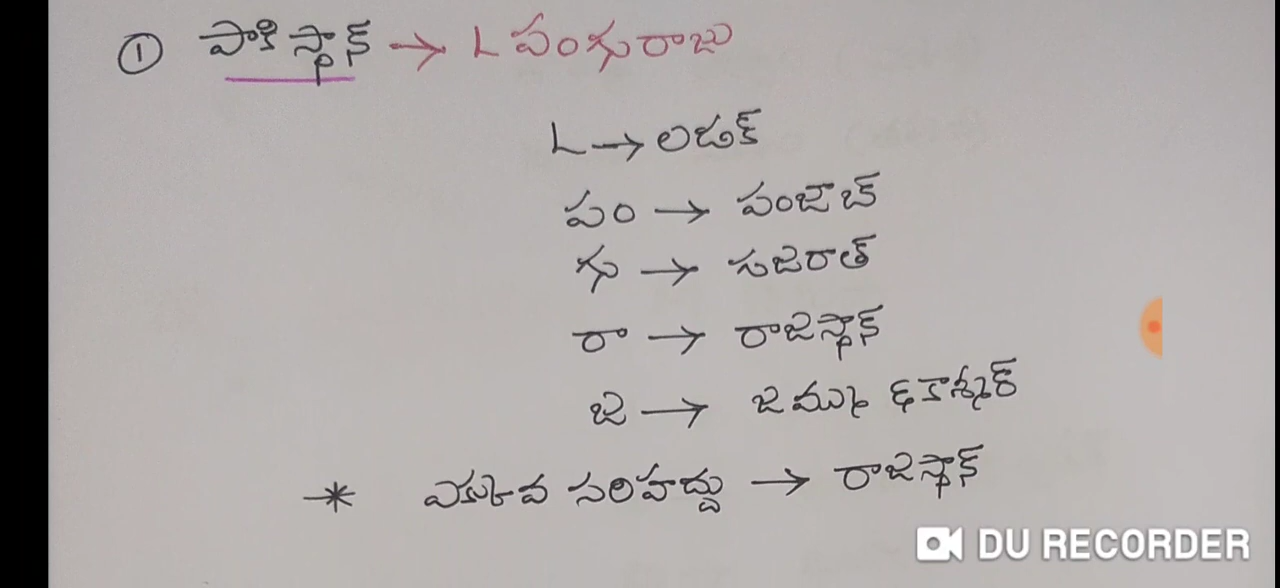 ① పాకిస్థాన్ → L పంగురాజు
L → లడక్
పం → పంజాబ్
గు → గుజరాత్
రా → రాజస్థాన్
జ → జమ్ము & కాశ్మీర్
* ఎక్కువ సరిహద్దు → రాజస్థాన్
DU RECORDER